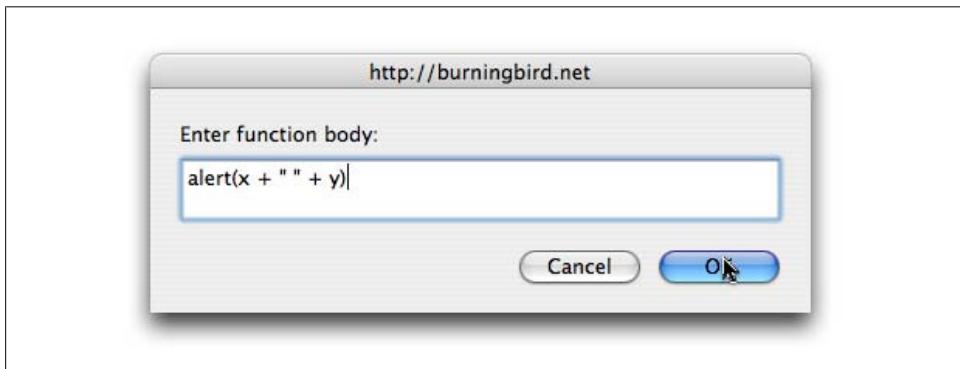 http://burningbird.net
Enter function body:
alert(x + " " + y)
Cancel